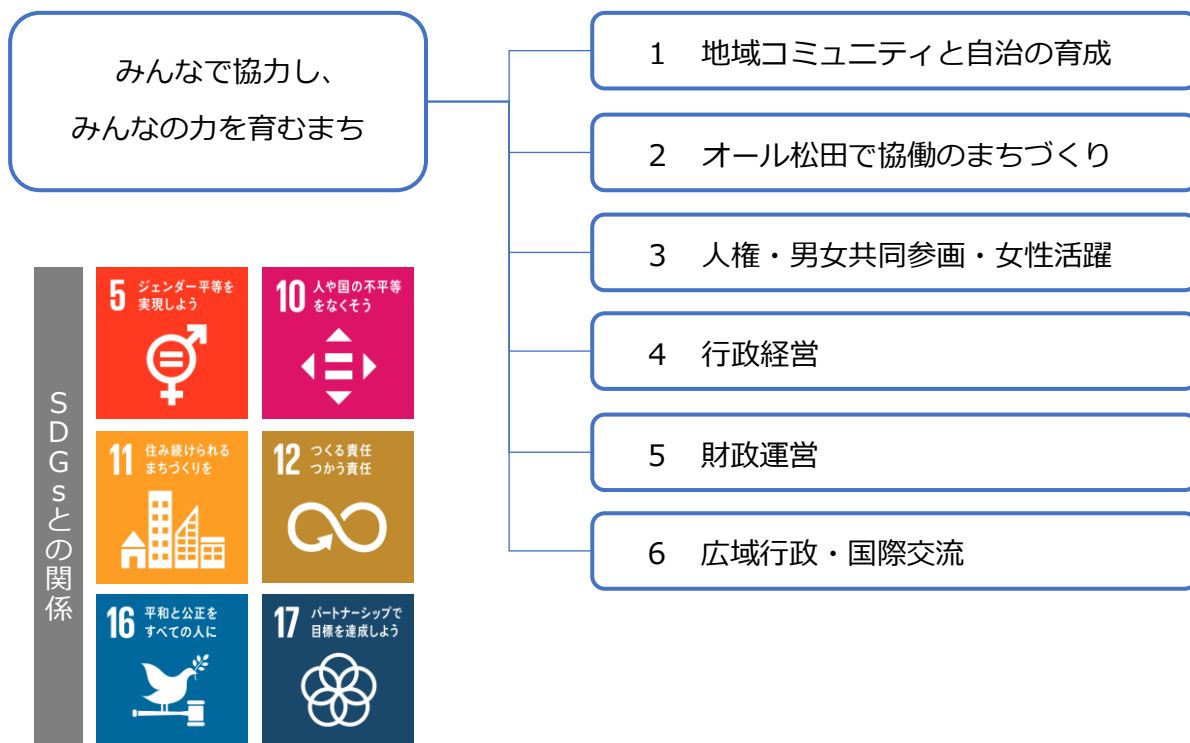 みんなで協力し、
みんなの力を育むまち
1 地域コミュニティと自治の育成
2 オール松田で協働のまちづくり
3 人権・男女共同参画・女性活躍
4 行政経営
5 財政運営
6 広域行政・国際交流
SDGsとの関係
5 ジェンダー平等を
実現しよう
10 人や国の不平等
をなくそう
11 住み続けられる
まちづくりを
12 つくる責任
つかう責任
16 平和と公正を
すべての人に
17 パートナーシップで
目標を達成しよう